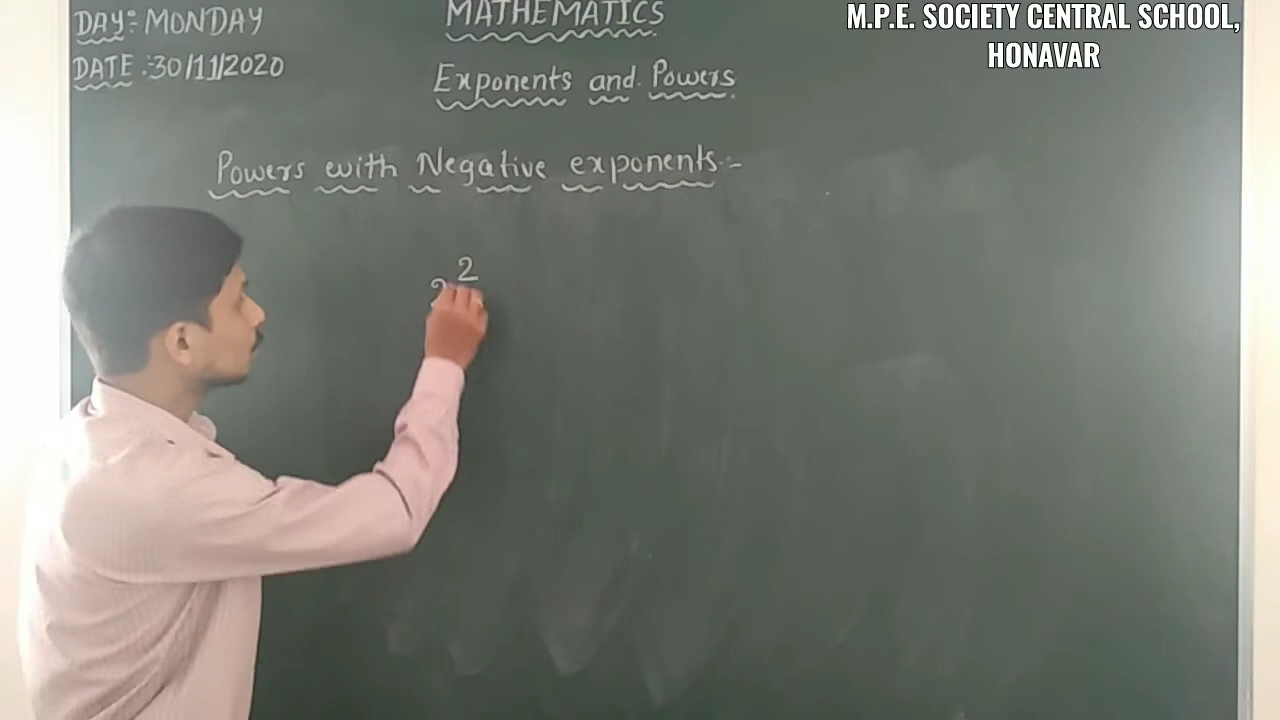 DAY:- MONDAY
MATHEMATICS
M.P.E. SOCIETY CENTRAL SCHOOL,
HONAVAR
DATE :30/11/2020
Exponents and Powers
Powers with Negative exponents:-
2